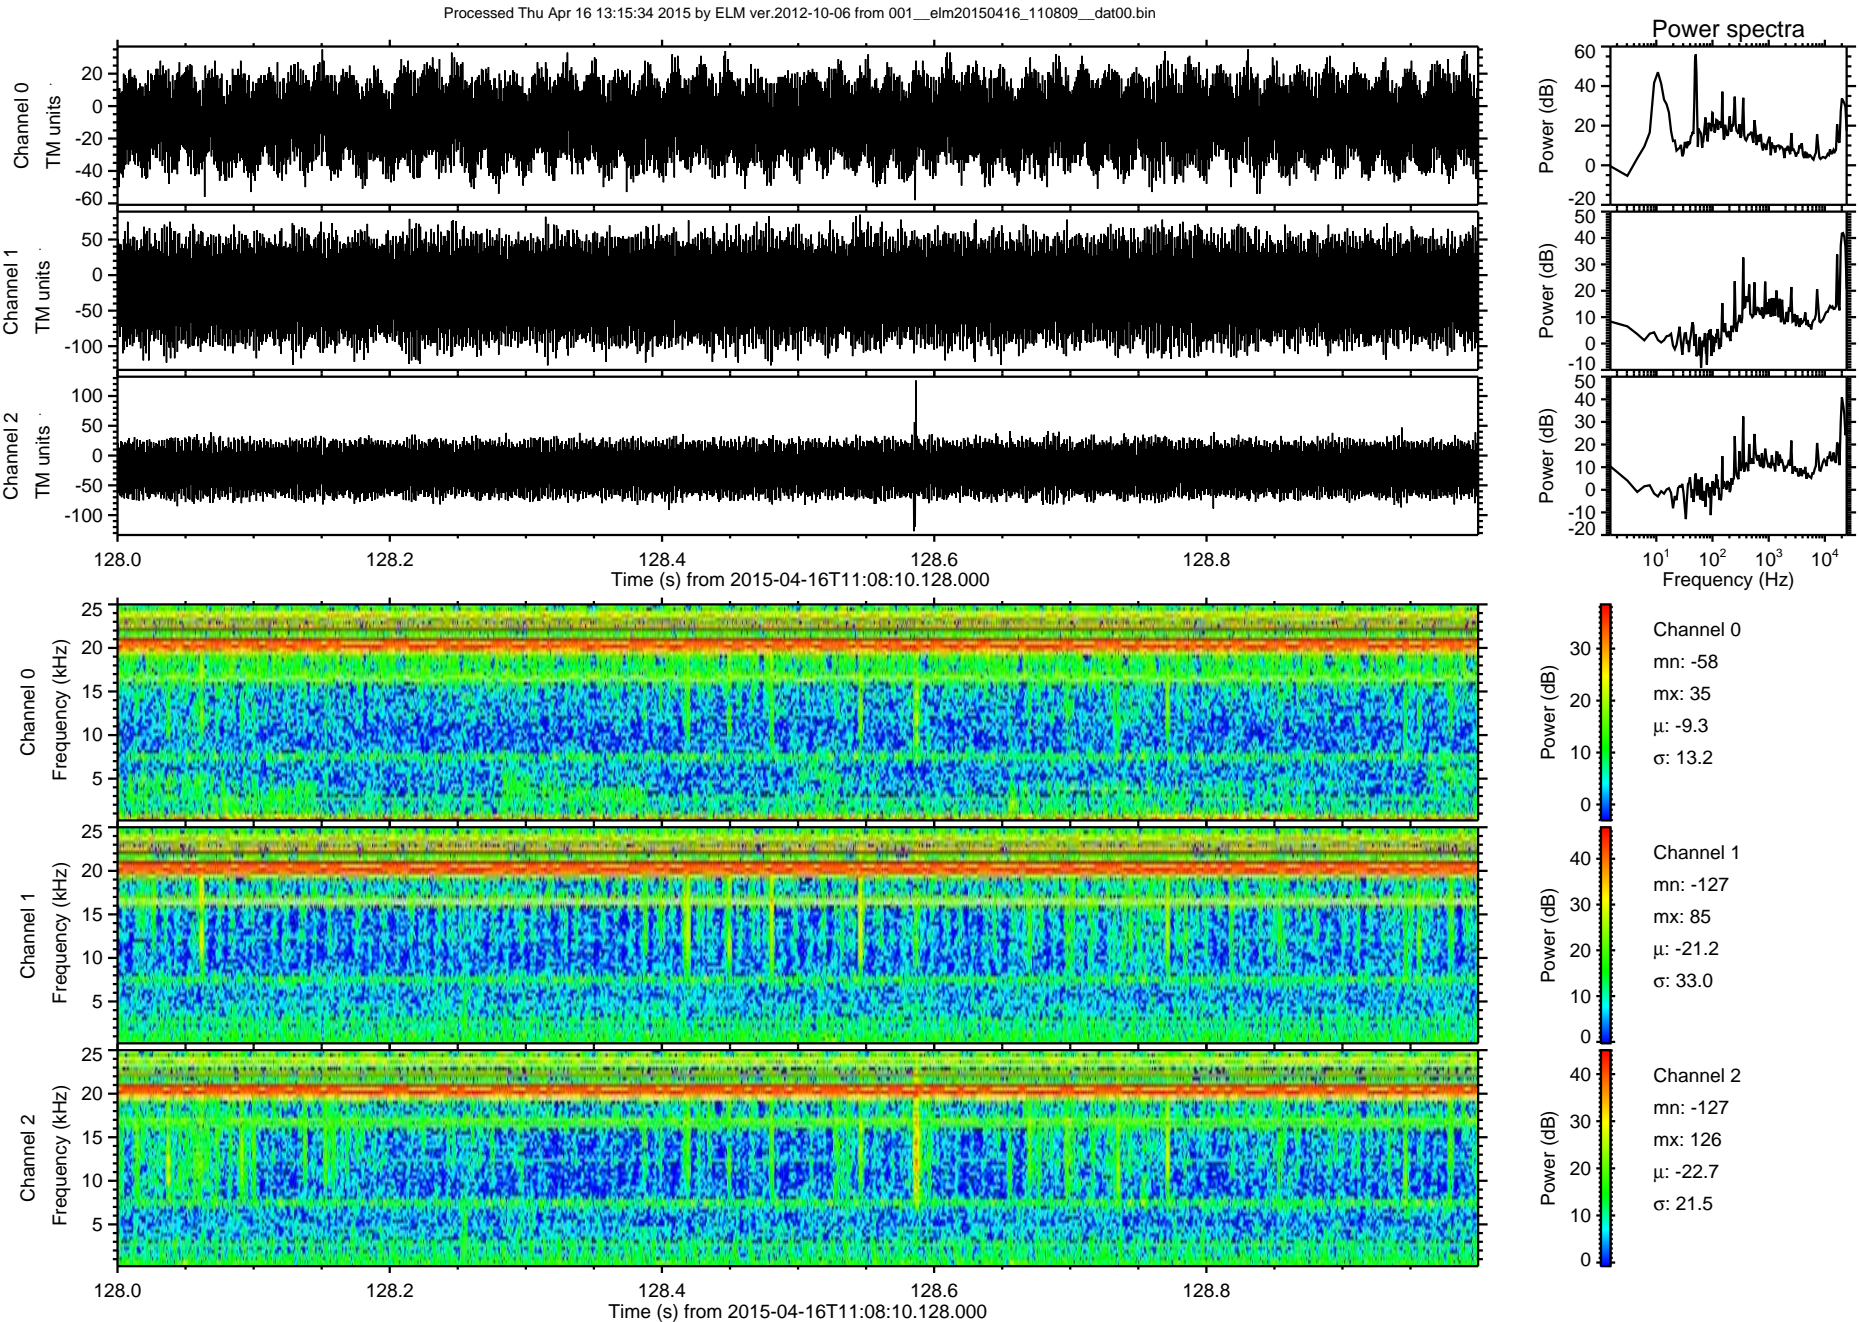 Processed Thu Apr 16 13:15:34 2015 by ELM ver.2012-10-06 from 001__elm20150416_110809__dat00.bin
Power spectra
Channel 0
TM units
20
0
-20
-40
-60
Power (dB)
60
40
20
0
-20
Channel 1
TM units
50
0
-50
-100
Power (dB)
50
40
30
20
10
0
-10
Channel 2
TM units
100
50
0
-50
-100
Power (dB)
50
40
30
20
10
0
-10
-20
128.0 128.2 128.4 128.6 128.8
Time (s) from 2015-04-16T11:08:10.128.000
10^1 10^2 10^3 10^4
Frequency (Hz)
Channel 0
Frequency (kHz)
25
20
15
10
5
Power (dB)
30
20
10
0
Channel 0
mn: -58
mx: 35
μ: -9.3
σ: 13.2
Channel 1
Frequency (kHz)
25
20
15
10
5
Power (dB)
40
30
20
10
0
Channel 1
mn: -127
mx: 85
μ: -21.2
σ: 33.0
Channel 2
Frequency (kHz)
25
20
15
10
5
Power (dB)
40
30
20
10
0
Channel 2
mn: -127
mx: 126
μ: -22.7
σ: 21.5
128.0 128.2 128.4 128.6 128.8
Time (s) from 2015-04-16T11:08:10.128.000